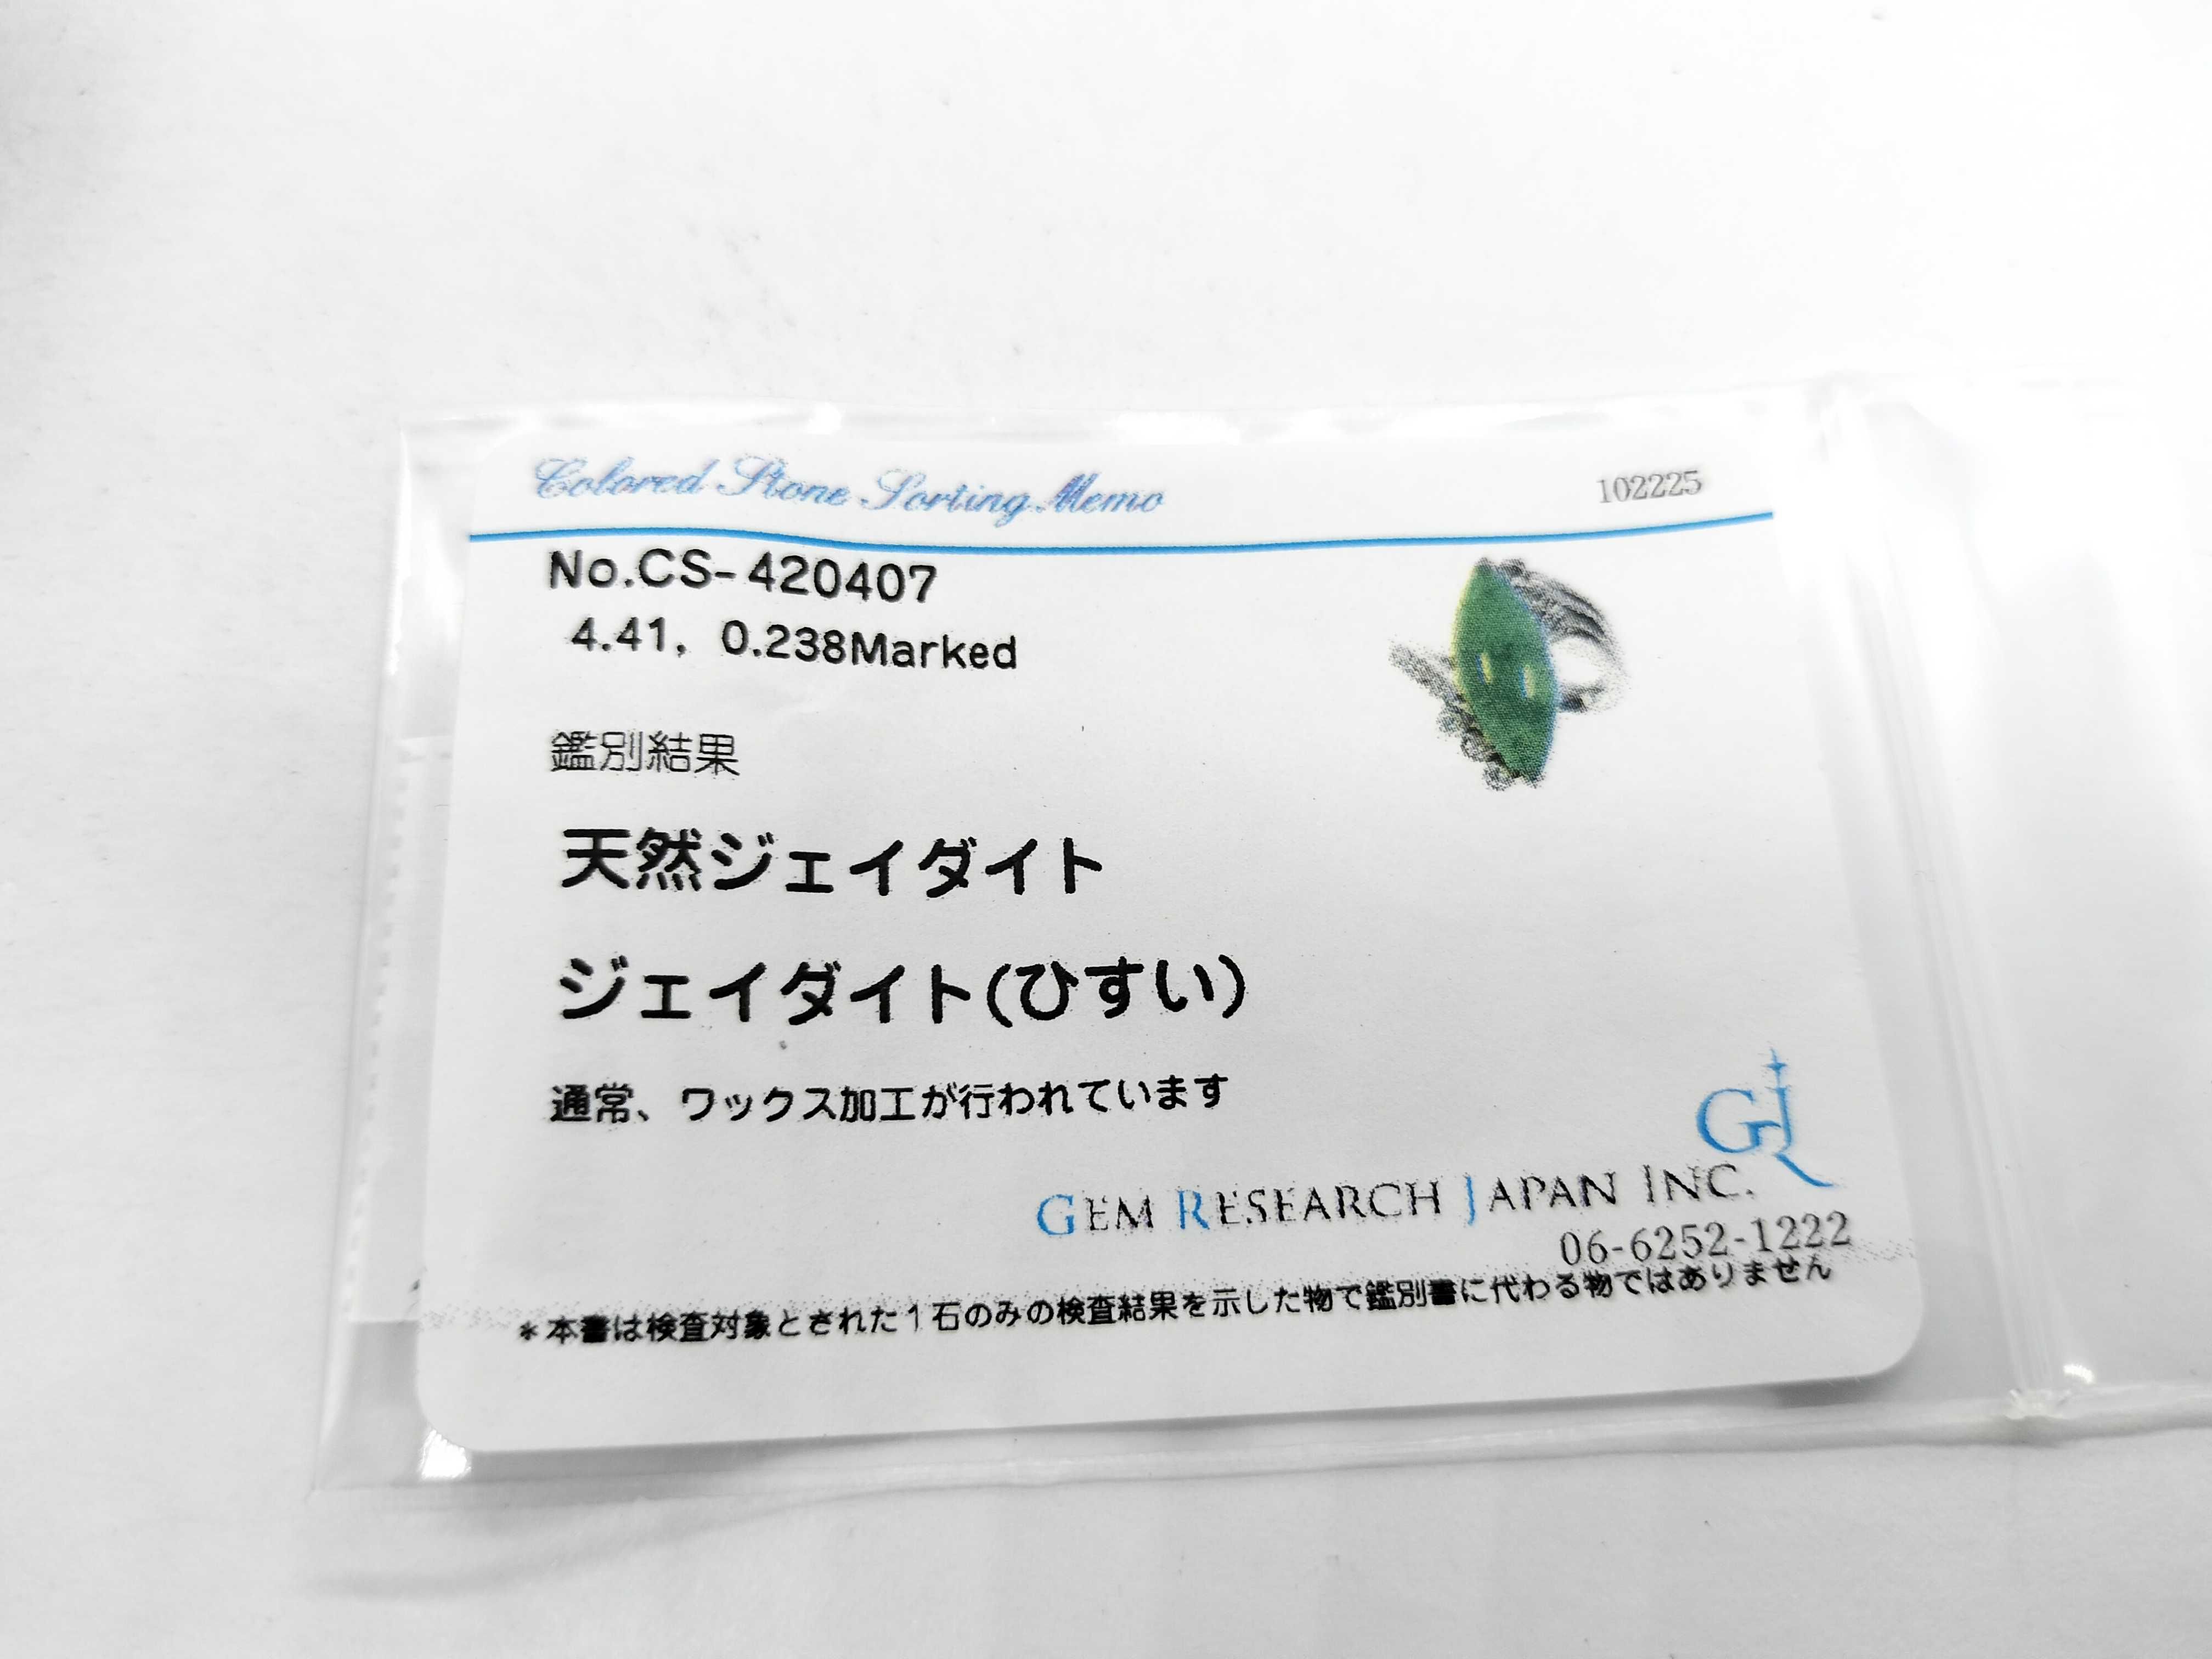 Colored Stone Sorting Memo
102225
No.CS-420407
4.41, 0.238Marked
鑑別結果
天然ジェイダイト
ジェイダイト(ひすい)
通常、ワックス加工が行われています
GRJ
GEM RESEARCH JAPAN INC.
06-6252-1222
*本書は検査対象とされた1石のみの検査結果を示した物で鑑別書に代わる物ではありません